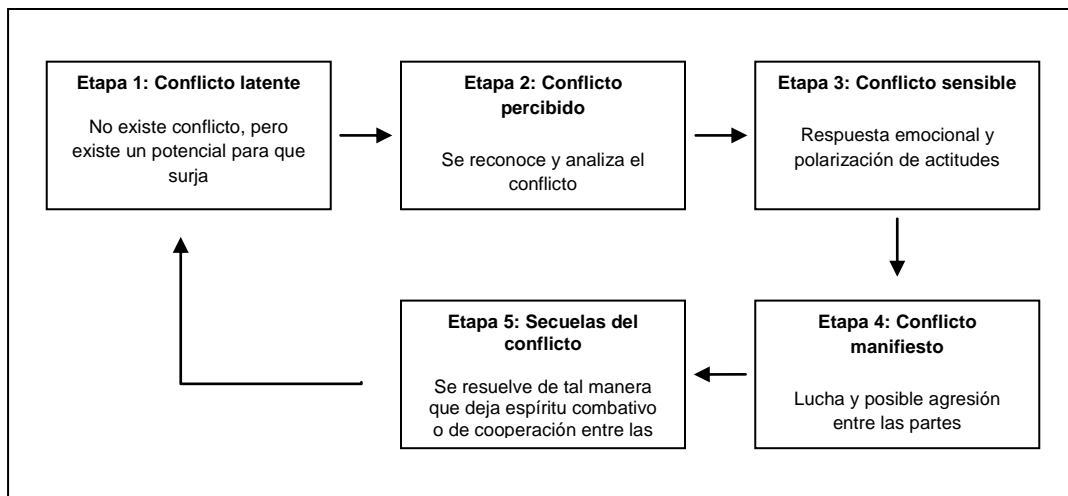 Etapa 1: Conflicto latente
No existe conflicto, pero
existe un potencial para que
surja
Etapa 2: Conflicto
percibido
Se reconoce y analiza el
conflicto
Etapa 3: Conflicto sensible
Respuesta emocional y
polarización de actitudes
Etapa 4: Conflicto
manifiesto
Lucha y posible agresión
entre las partes
Etapa 5: Secuelas del
conflicto
Se resuelve de tal manera
que deja espíritu combativo
o de cooperación entre las